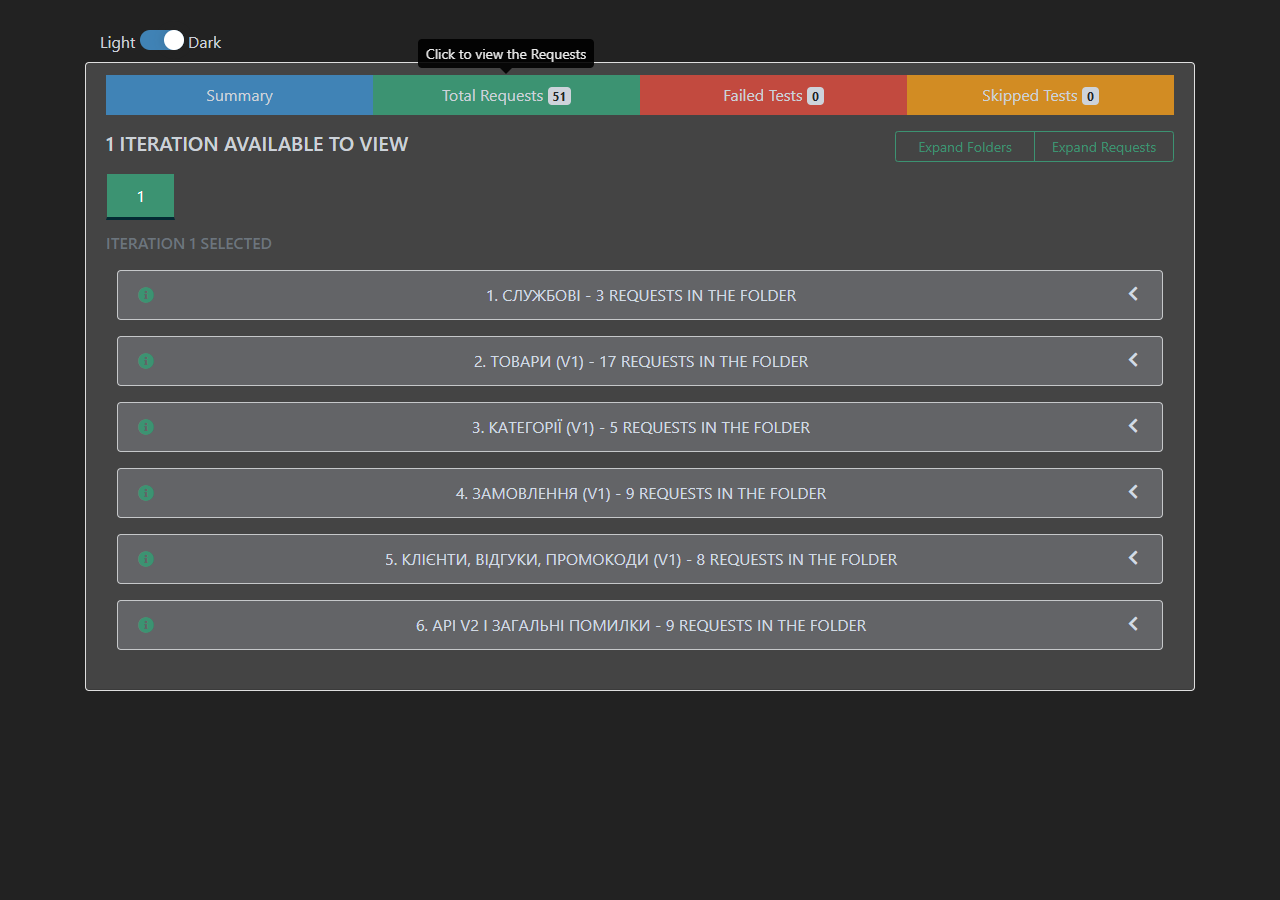 Light Dark
Click to view the Requests
Summary
Total Requests 51
Failed Tests 0
Skipped Tests 0
1 ITERATION AVAILABLE TO VIEW
Expand Folders
Expand Requests
1
ITERATION 1 SELECTED
1. СЛУЖБОВІ - 3 REQUESTS IN THE FOLDER
2. ТОВАРИ (V1) - 17 REQUESTS IN THE FOLDER
3. КАТЕГОРІЇ (V1) - 5 REQUESTS IN THE FOLDER
4. ЗАМОВЛЕННЯ (V1) - 9 REQUESTS IN THE FOLDER
5. КЛІЄНТИ, ВІДГУКИ, ПРОМОКОДИ (V1) - 8 REQUESTS IN THE FOLDER
6. API V2 І ЗАГАЛЬНІ ПОМИЛКИ - 9 REQUESTS IN THE FOLDER